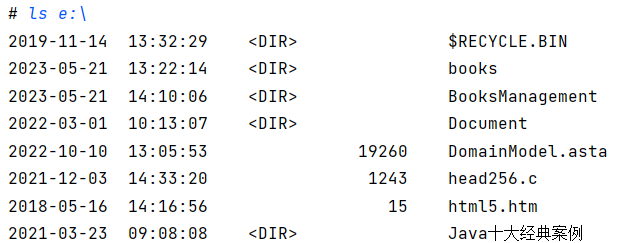 # ls e:\
2019-11-14  13:32:29    <DIR>               $RECYCLE.BIN
2023-05-21  13:22:14    <DIR>               books
2023-05-21  14:10:06    <DIR>               BooksManagement
2022-03-01  10:13:07    <DIR>               Document
2022-10-10  13:05:53               19260    DomainModel.asta
2021-12-03  14:33:20                1243    head256.c
2018-05-16  14:16:56                  15    html5.htm
2021-03-23  09:08:08    <DIR>               Java十大经典案例